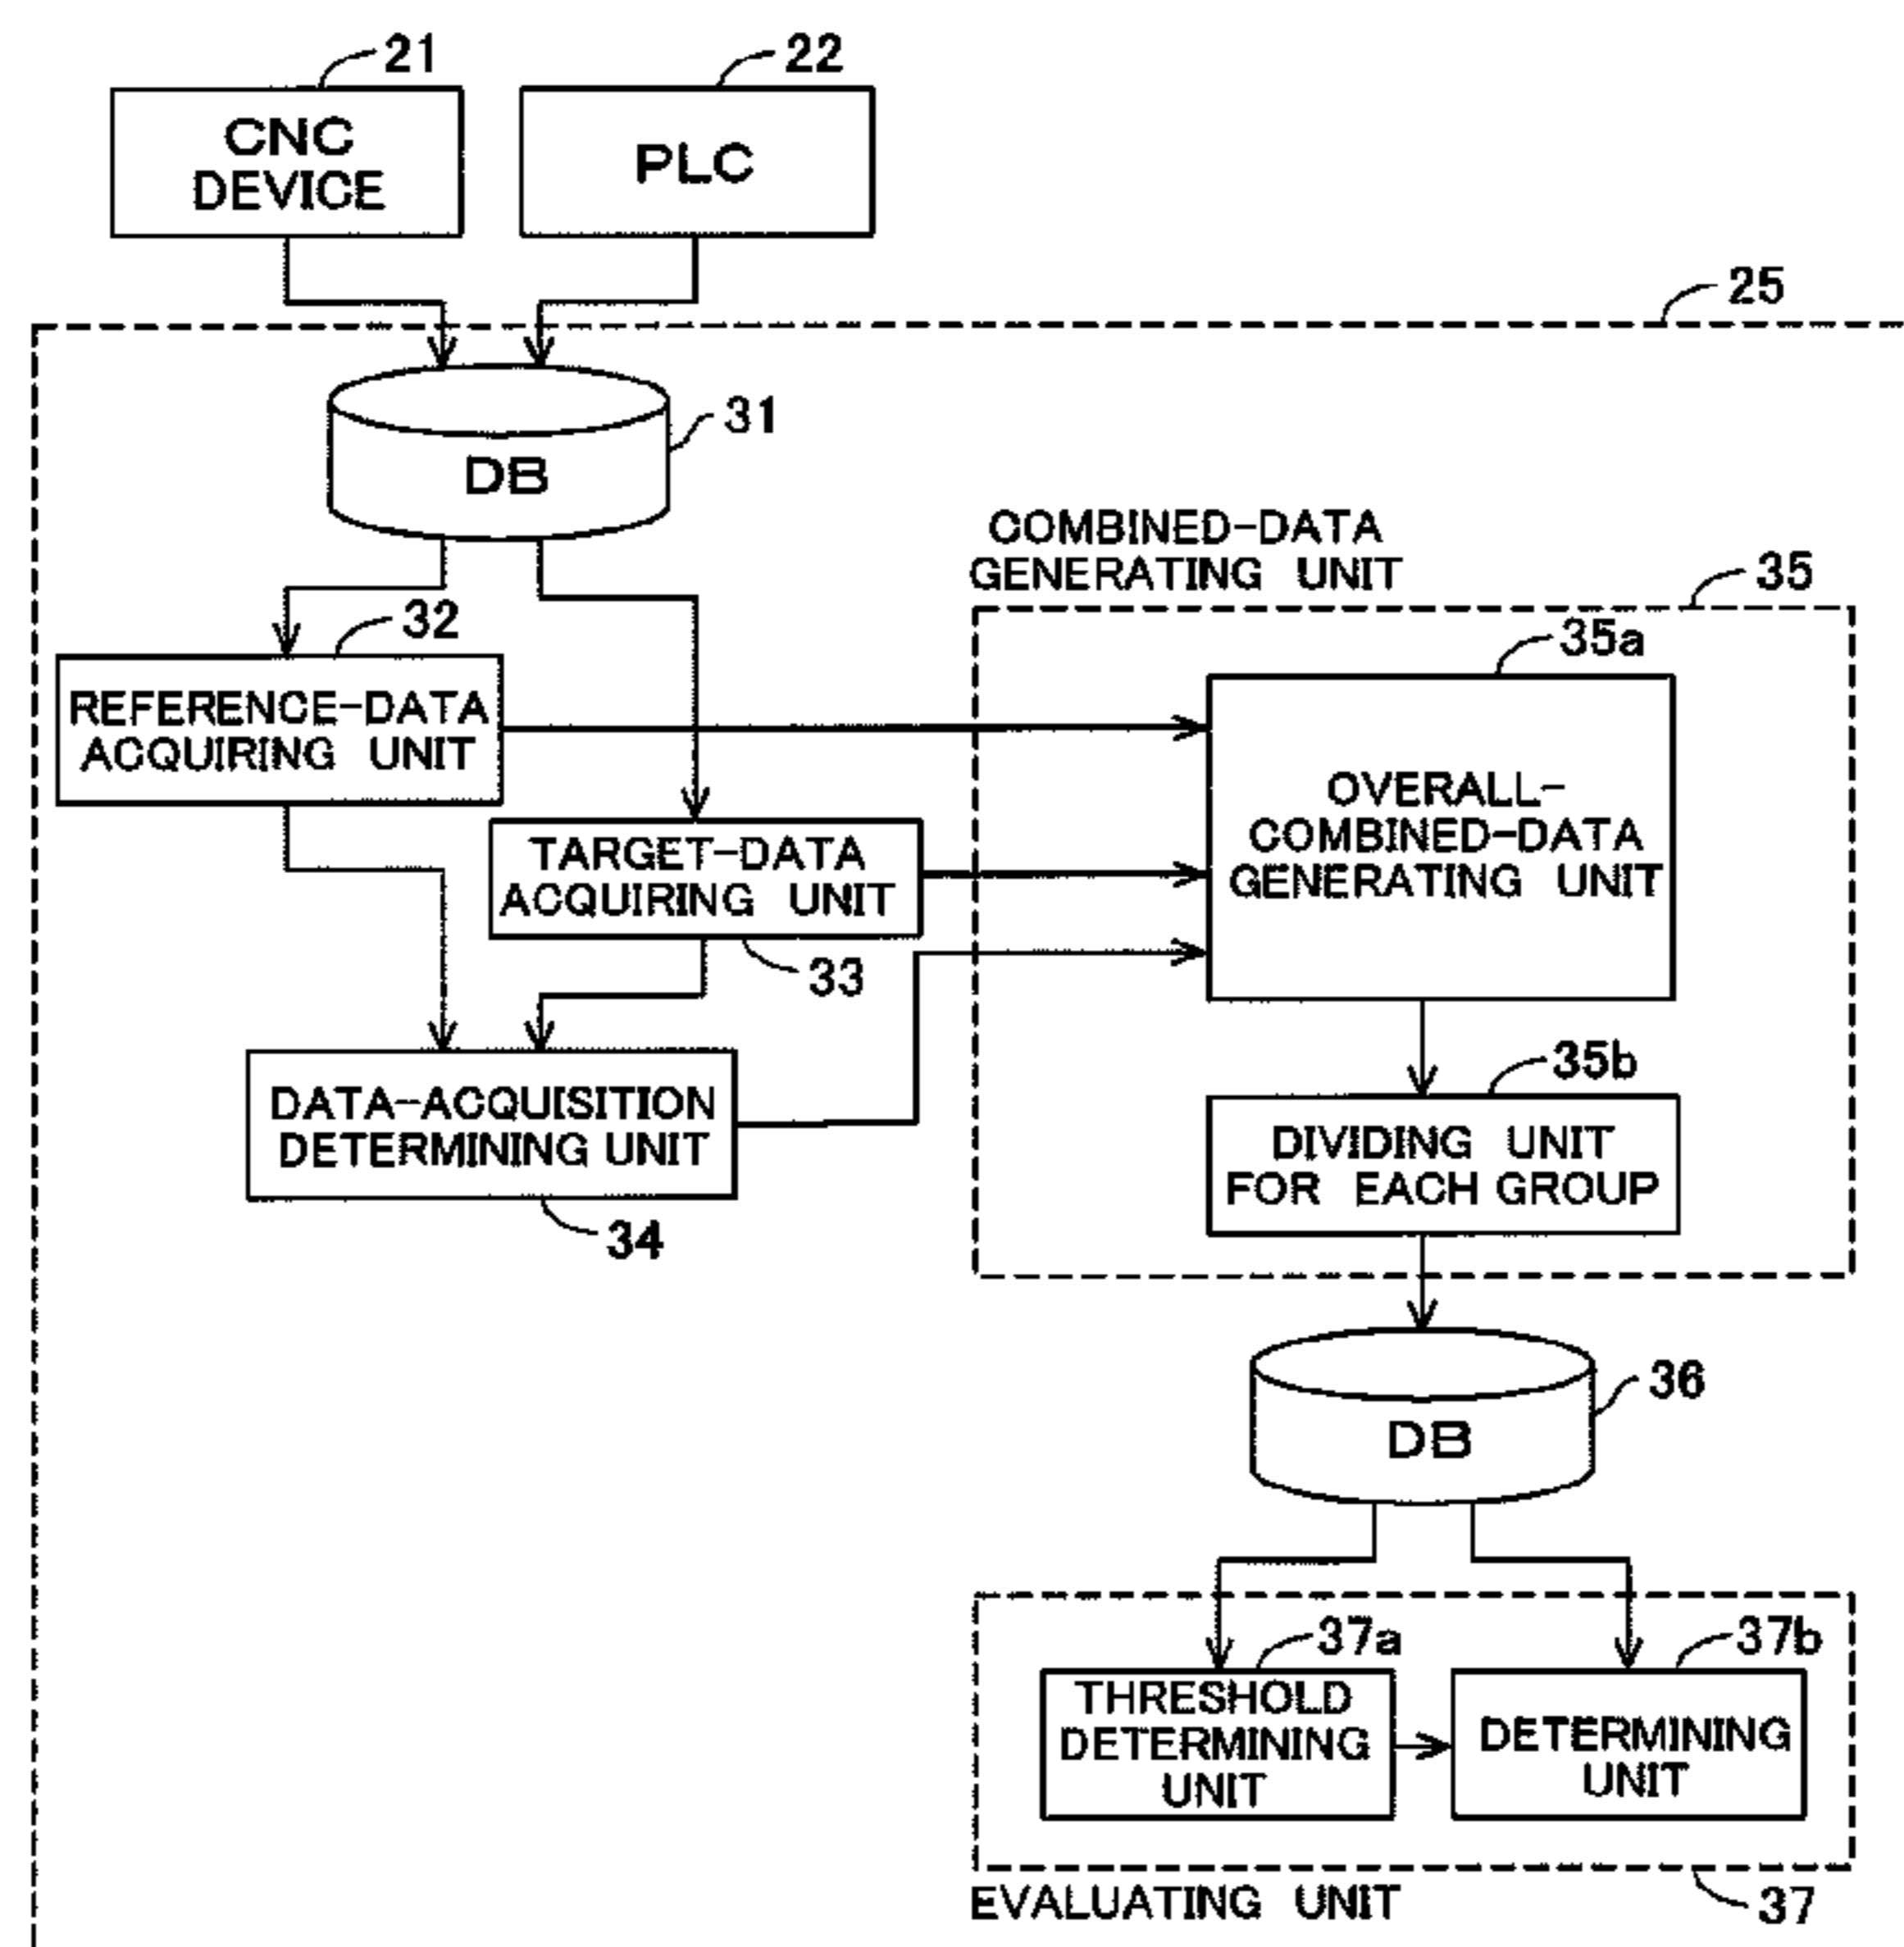 21
22
CNC
DEVICE
PLC
25
31
DB
COMBINED-DATA
GENERATING UNIT
35
32
35a
REFERENCE-DATA
ACQUIRING UNIT
OVERALL-
COMBINED-DATA
GENERATING UNIT
TARGET-DATA
ACQUIRING UNIT
33
35b
DATA-ACQUISITION
DETERMINING UNIT
DIVIDING UNIT
FOR EACH GROUP
34
36
DB
37a
37b
THRESHOLD
DETERMINING
UNIT
DETERMINING
UNIT
EVALUATING UNIT
37